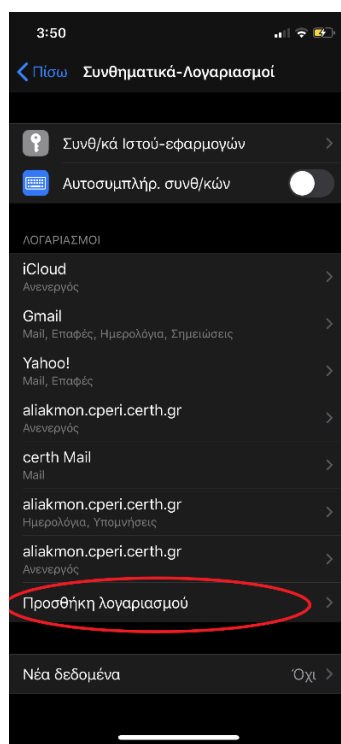 3:50
Πίσω Συνθηματικά-Λογαριασμοί
Συνθ/κά Ιστού-εφαρμογών
Αυτοσυμπλήρ. συνθ/κών
ΛΟΓΑΡΙΑΣΜΟΙ
iCloud
Ανενεργός
Gmail
Mail, Επαφές, Ημερολόγια, Σημειώσεις
Yahoo!
Mail, Επαφές
aliakmon.cperi.certh.gr
Ανενεργός
certh Mail
Mail
aliakmon.cperi.certh.gr
Ημερολόγια, Υπομνήσεις
aliakmon.cperi.certh.gr
Ανενεργός
Προσθήκη λογαριασμού
Νέα δεδομένα Όχι